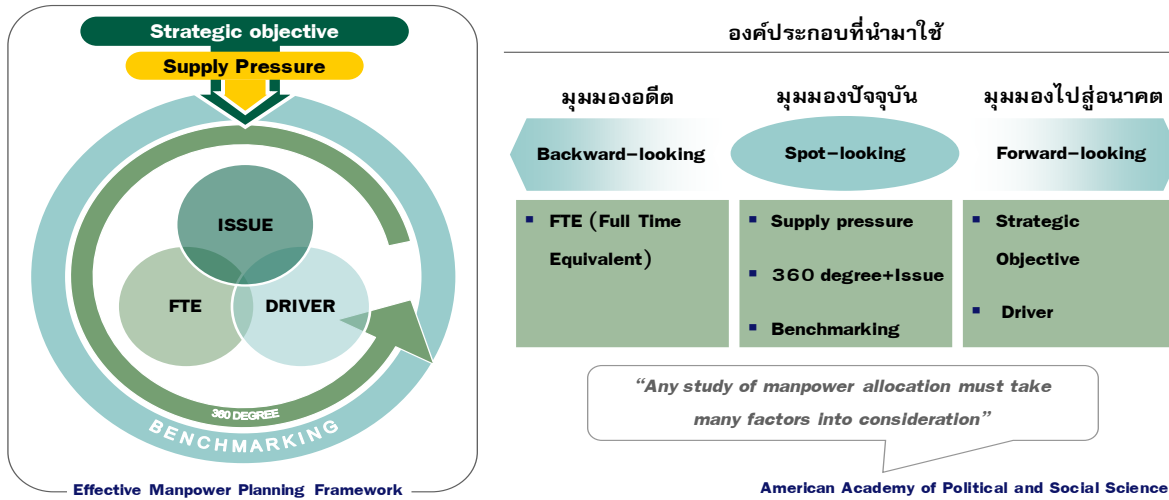 Strategic objective
Supply Pressure
ISSUE
FTE
DRIVER
360 DEGREE
BENCHMARKING
Effective Manpower Planning Framework
องค์ประกอบที่นำมาใช้
มุมมองอดีต
Backward-looking
▪ FTE (Full Time
Equivalent)
มุมมองปัจจุบัน
Spot-looking
▪ Supply pressure
▪ 360 degree+Issue
▪ Benchmarking
มุมมองไปสู่อนาคต
Forward-looking
▪ Strategic
Objective
▪ Driver
“Any study of manpower allocation must take
many factors into consideration”
American Academy of Political and Social Science